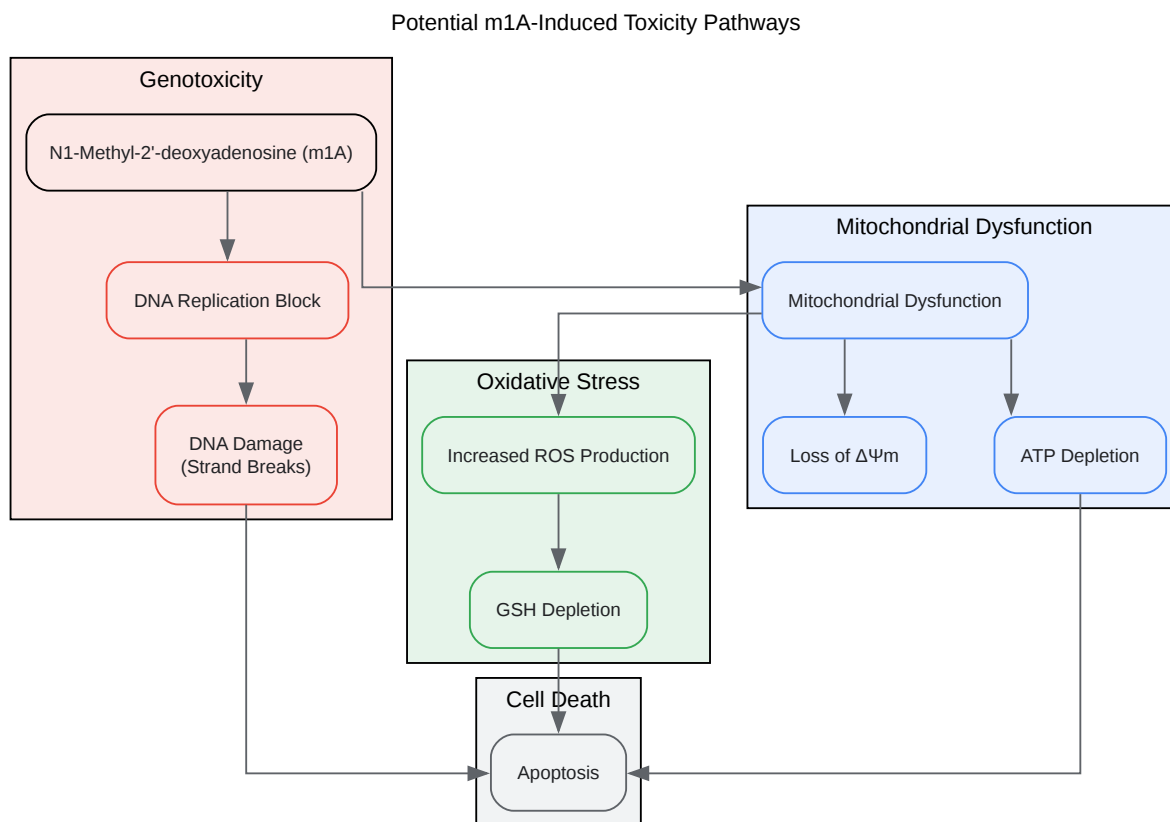 Potential m1A-Induced Toxicity Pathways
Genotoxicity
N1-Methyl-2'-deoxyadenosine (m1A)
DNA Replication Block
DNA Damage
(Strand Breaks)
Mitochondrial Dysfunction
Mitochondrial Dysfunction
Loss of ΔΨm
ATP Depletion
Oxidative Stress
Increased ROS Production
GSH Depletion
Cell Death
Apoptosis